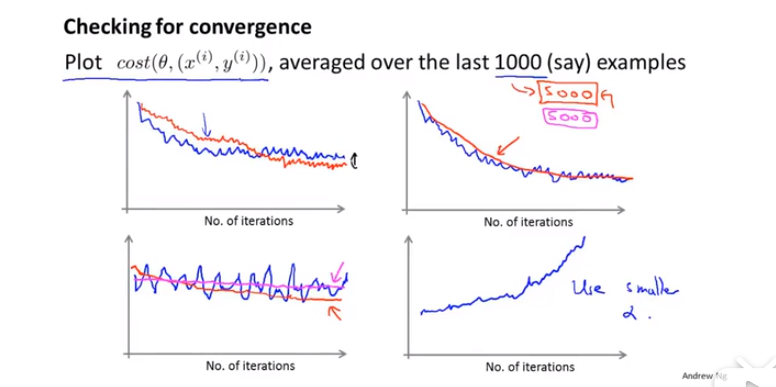 Checking for convergence
Plot cost(θ, (x⁽ⁱ⁾, y⁽ⁱ⁾)), averaged over the last 1000 (say) examples
5000
5000
No. of iterations
No. of iterations
Use smaller
α.
No. of iterations
No. of iterations
Andrew Ng